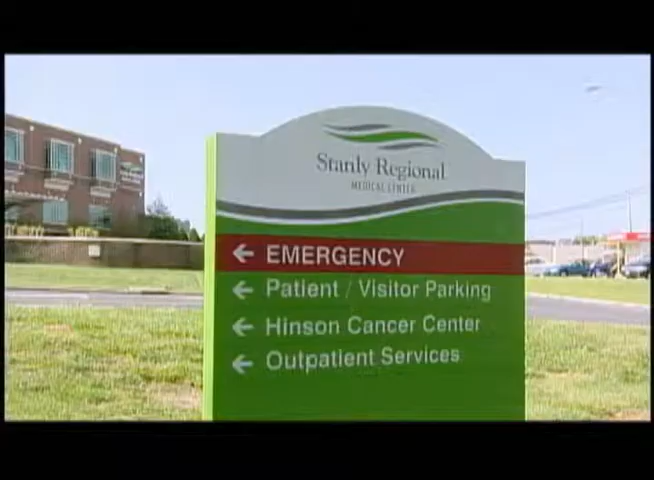 Stanly Regional
MEDICAL CENTER
← EMERGENCY
← Patient / Visitor Parking
← Hinson Cancer Center
← Outpatient Services